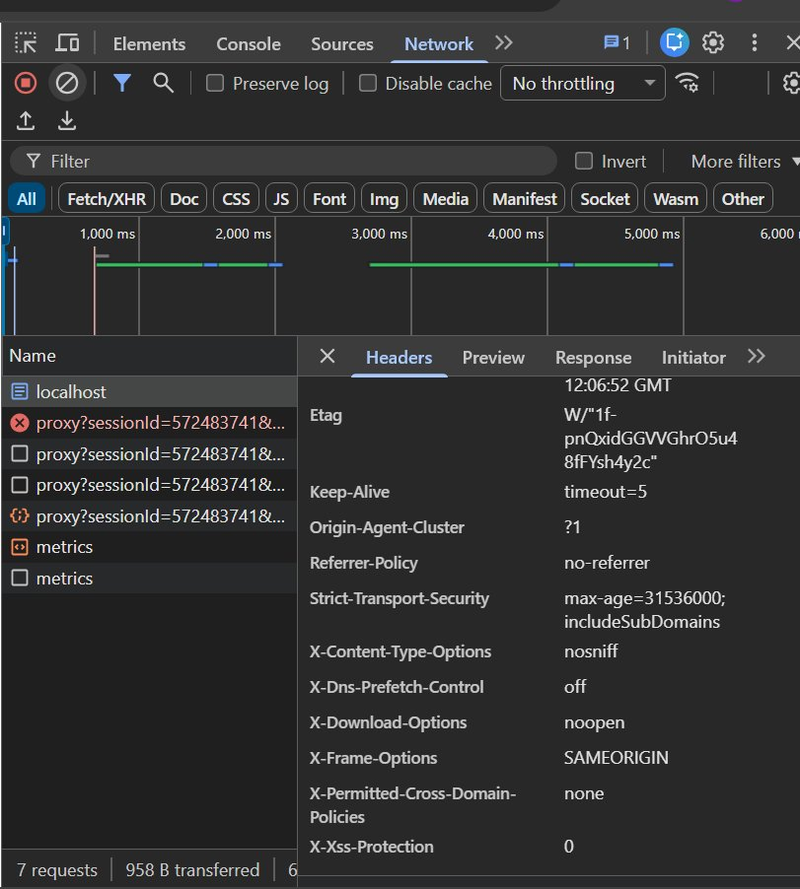 Elements Console Sources Network 1
Preserve log Disable cache No throttling
Filter Invert More filters
All Fetch/XHR Doc CSS JS Font Img Media Manifest Socket Wasm Other
1,000 ms 2,000 ms 3,000 ms 4,000 ms 5,000 ms 6,000
Name
localhost
proxy?sessionId=572483741&...
proxy?sessionId=572483741&...
proxy?sessionId=572483741&...
proxy?sessionId=572483741&...
metrics
metrics
7 requests 958 B transferred 6
Headers Preview Response Initiator
12:06:52 GMT
Etag W/"1f-
pnQxidGGVVGhrO5u4
8fFYsh4y2c"
Keep-Alive timeout=5
Origin-Agent-Cluster ?1
Referrer-Policy no-referrer
Strict-Transport-Security max-age=31536000;
includeSubDomains
X-Content-Type-Options nosniff
X-Dns-Prefetch-Control off
X-Download-Options noopen
X-Frame-Options SAMEORIGIN
X-Permitted-Cross-Domain- none
Policies
X-Xss-Protection 0